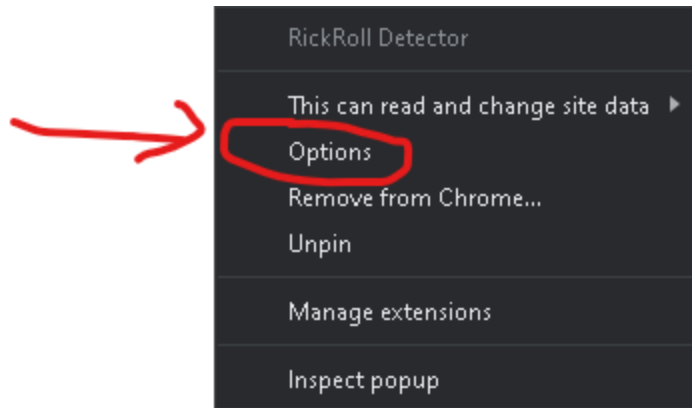 RickRoll Detector
This can read and change site data
Options
Remove from Chrome...
Unpin
Manage extensions
Inspect popup